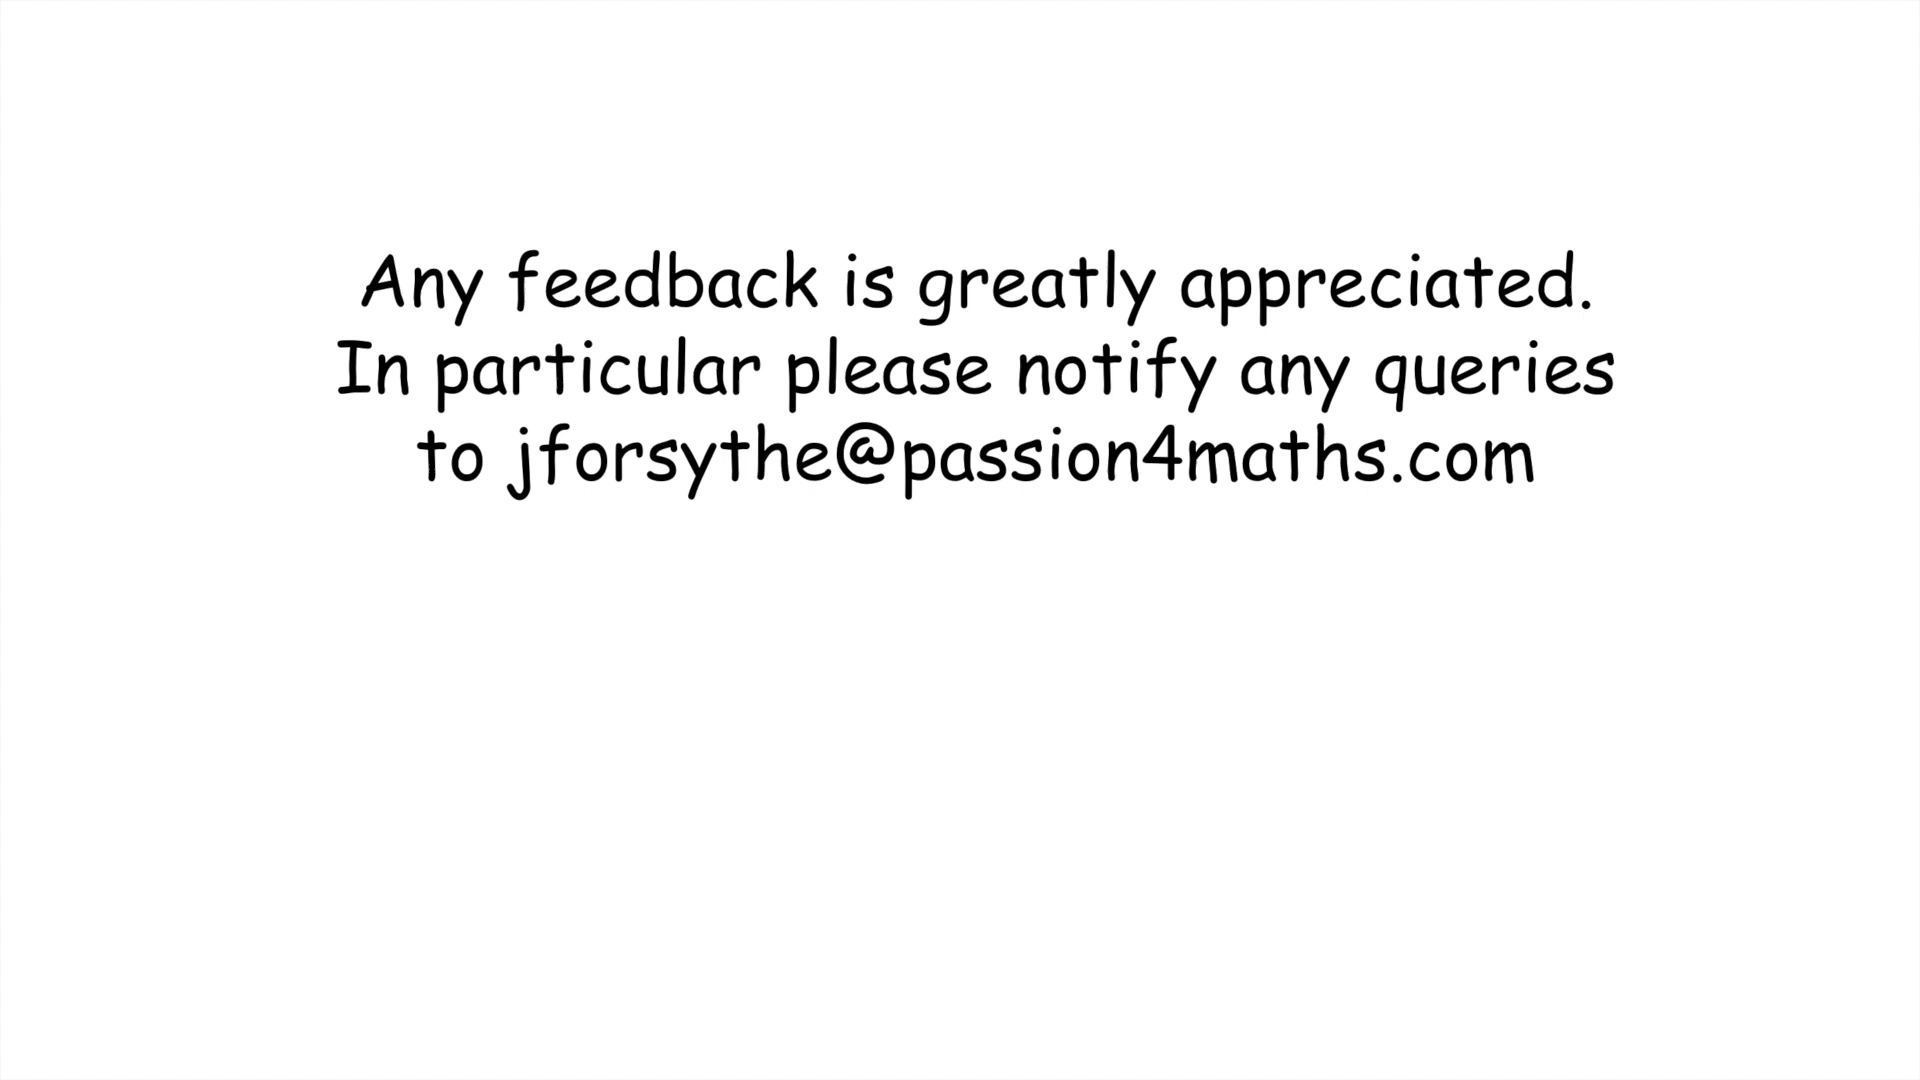 Any feedback is greatly appreciated.
In particular please notify any queries
to jforsythe@passion4maths.com